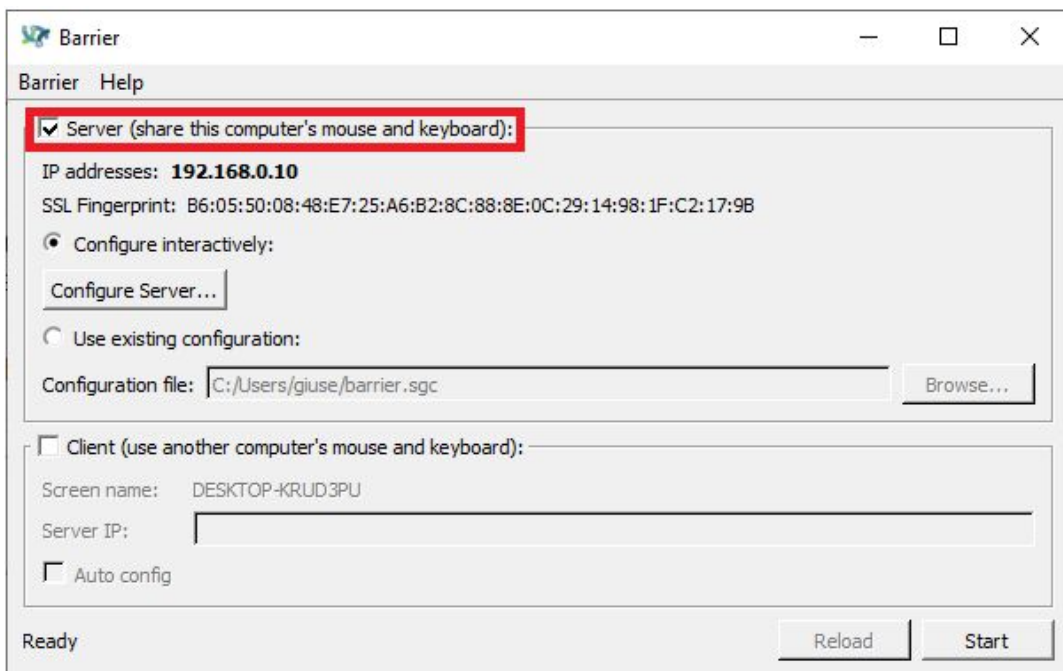 Barrier
Barrier Help
Server (share this computer's mouse and keyboard):
IP addresses: 192.168.0.10
SSL Fingerprint: B6:05:50:08:48:E7:25:A6:B2:8C:88:8E:0C:29:14:98:1F:C2:17:9B
Configure interactively:
Configure Server...
Use existing configuration:
Configuration file: C:/Users/giuse/barrier.sgc Browse...
Client (use another computer's mouse and keyboard):
Screen name: DESKTOP-KRUD3PU
Server IP:
Auto config
Ready Reload Start